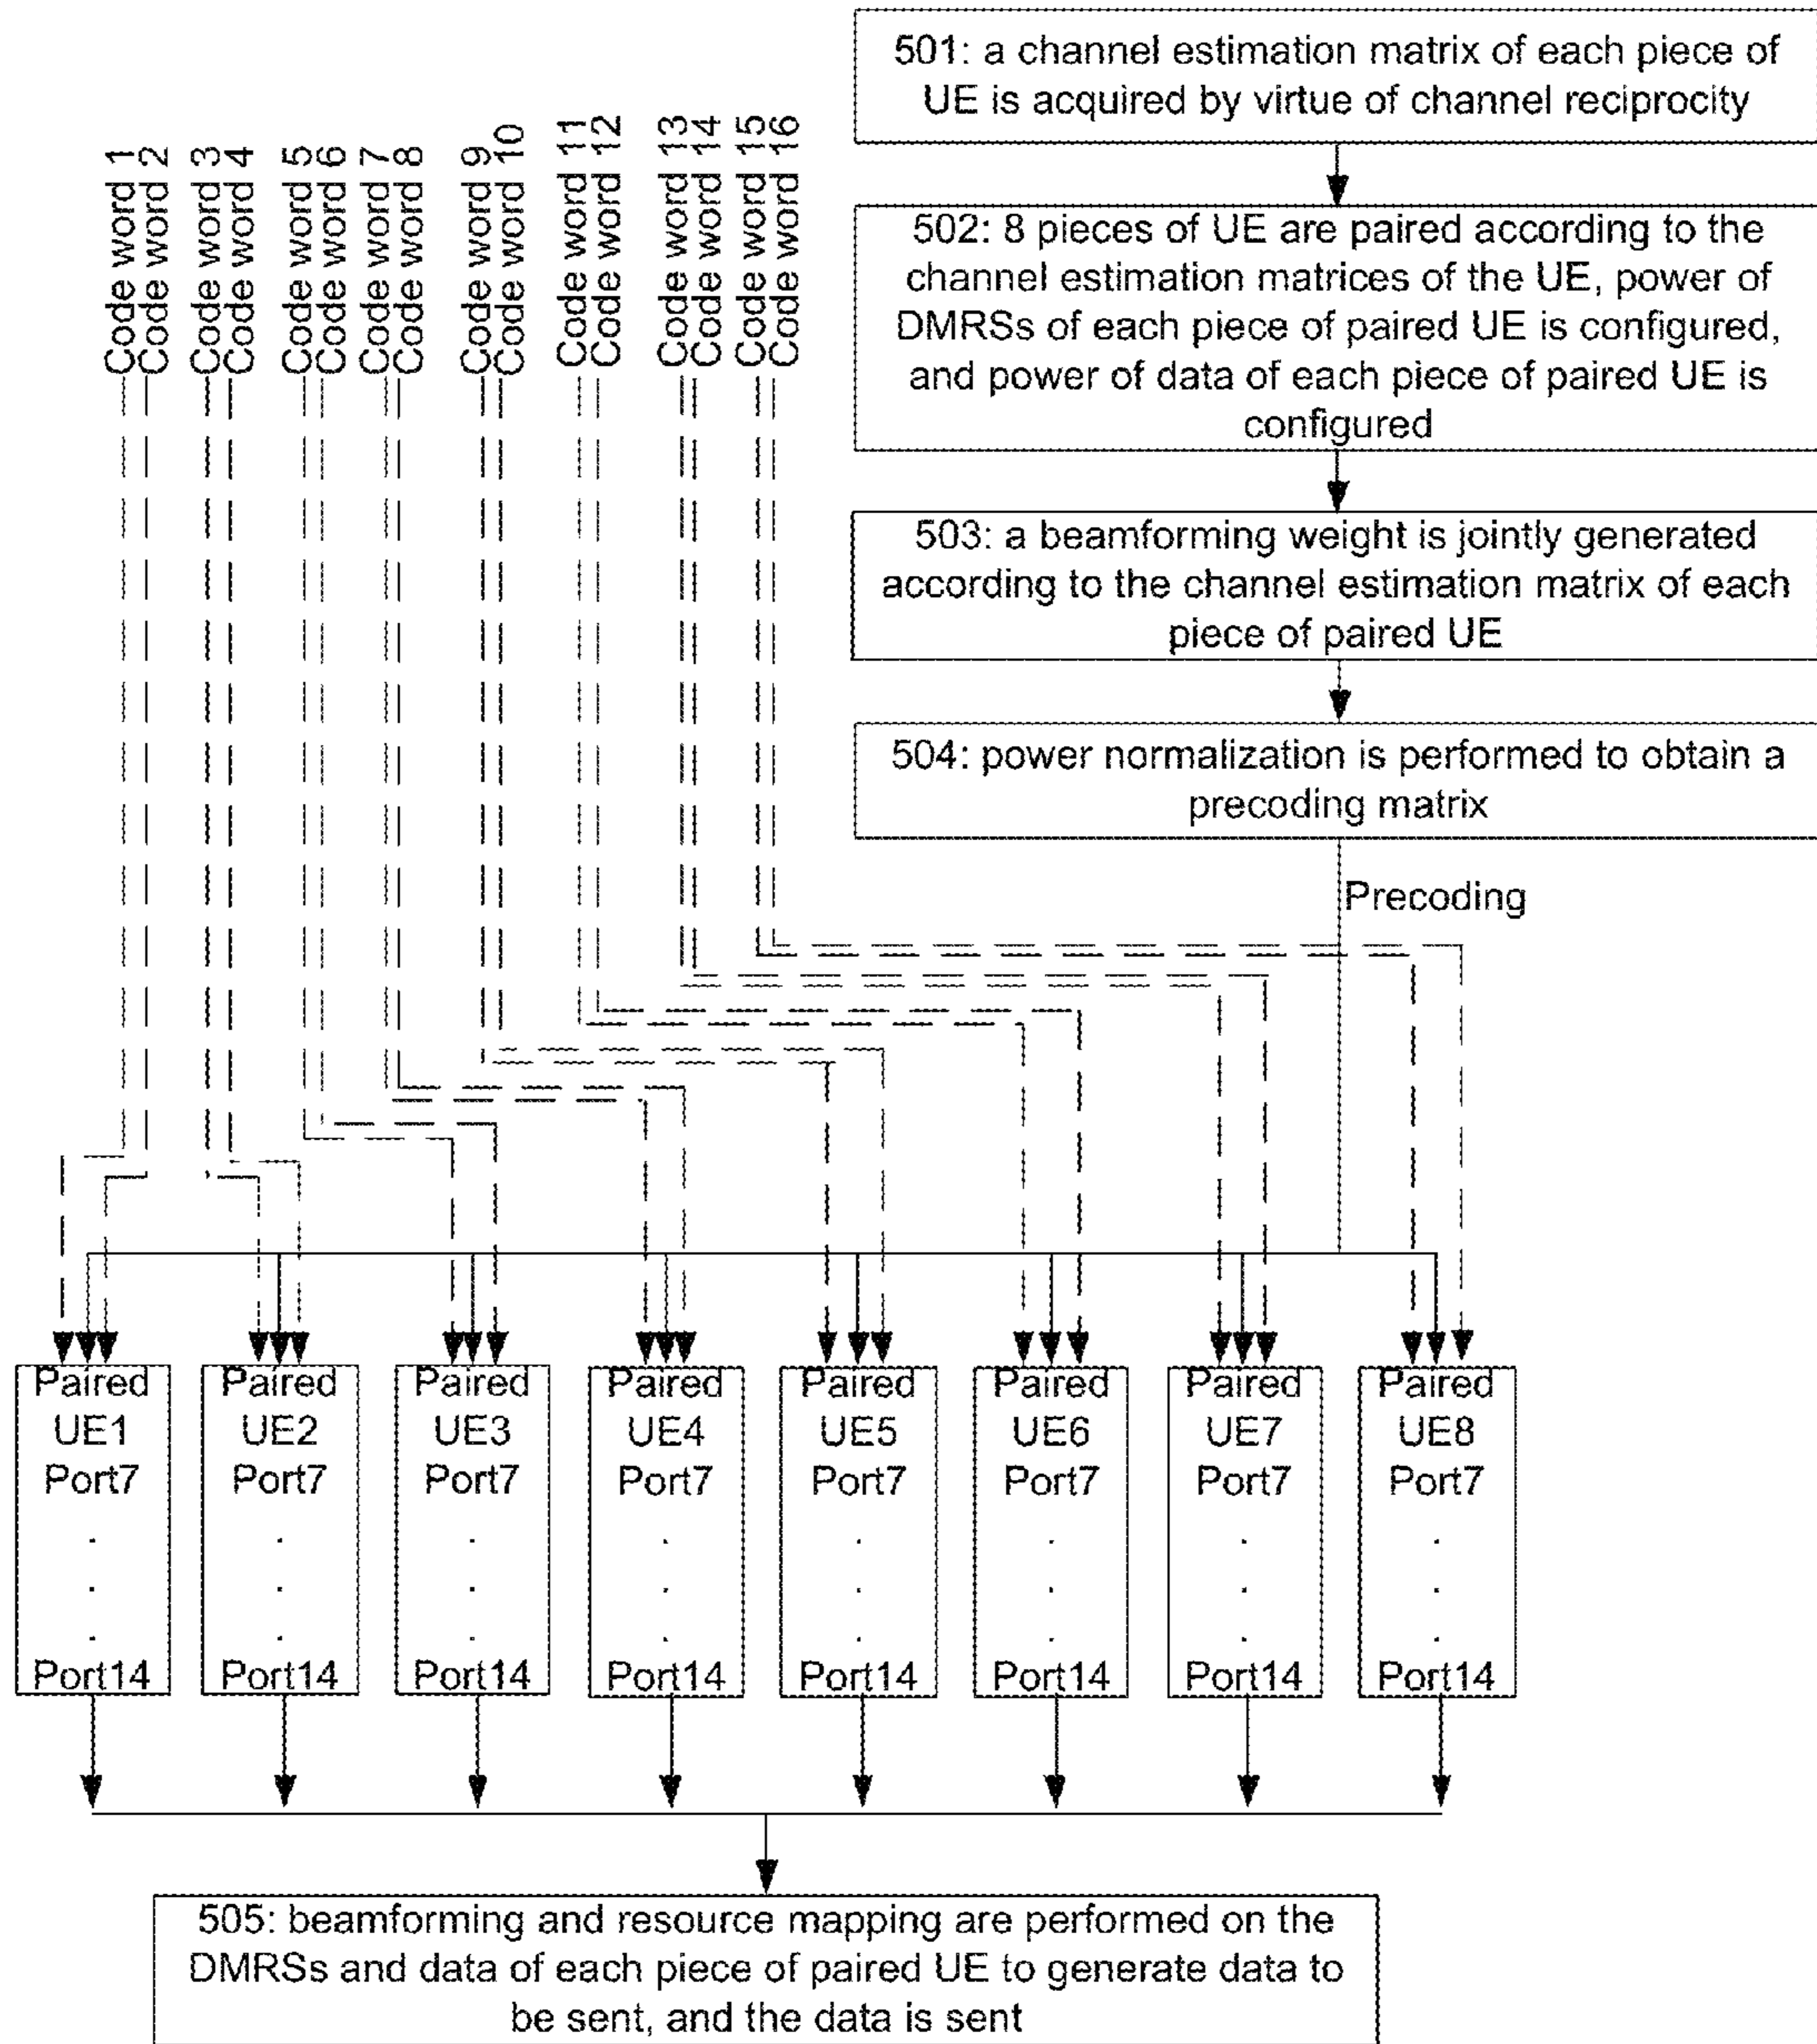 501: a channel estimation matrix of each piece of
UE is acquired by virtue of channel reciprocity
Code word 1
Code word 2
Code word 3
Code word 4
Code word 5
Code word 6
Code word 7
Code word 8
Code word 9
Code word 10
Code word 11
Code word 12
Code word 13
Code word 14
Code word 15
Code word 16
502: 8 pieces of UE are paired according to the
channel estimation matrices of the UE, power of
DMRSs of each piece of paired UE is configured,
and power of data of each piece of paired UE is
configured
503: a beamforming weight is jointly generated
according to the channel estimation matrix of each
piece of paired UE
504: power normalization is performed to obtain a
precoding matrix
Precoding
Paired
UE1
Port7
.
.
.
Port14
Paired
UE2
Port7
.
.
.
Port14
Paired
UE3
Port7
.
.
.
Port14
Paired
UE4
Port7
.
.
.
Port14
Paired
UE5
Port7
.
.
.
Port14
Paired
UE6
Port7
.
.
.
Port14
Paired
UE7
Port7
.
.
.
Port14
Paired
UE8
Port7
.
.
.
Port14
505: beamforming and resource mapping are performed on the
DMRSs and data of each piece of paired UE to generate data to
be sent, and the data is sent